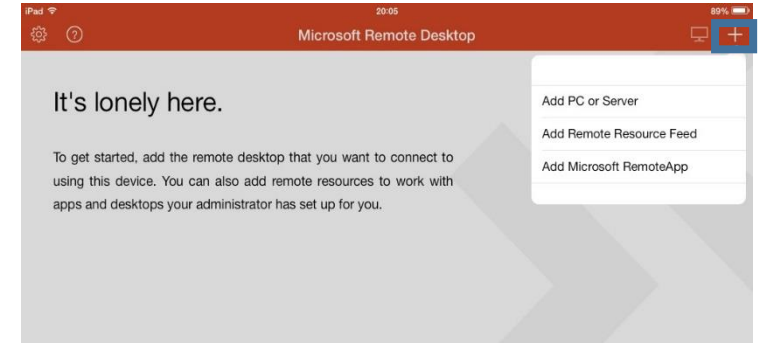 iPad 20:05 89%
Microsoft Remote Desktop
It's lonely here.
To get started, add the remote desktop that you want to connect to
using this device. You can also add remote resources to work with
apps and desktops your administrator has set up for you.
Add PC or Server
Add Remote Resource Feed
Add Microsoft RemoteApp